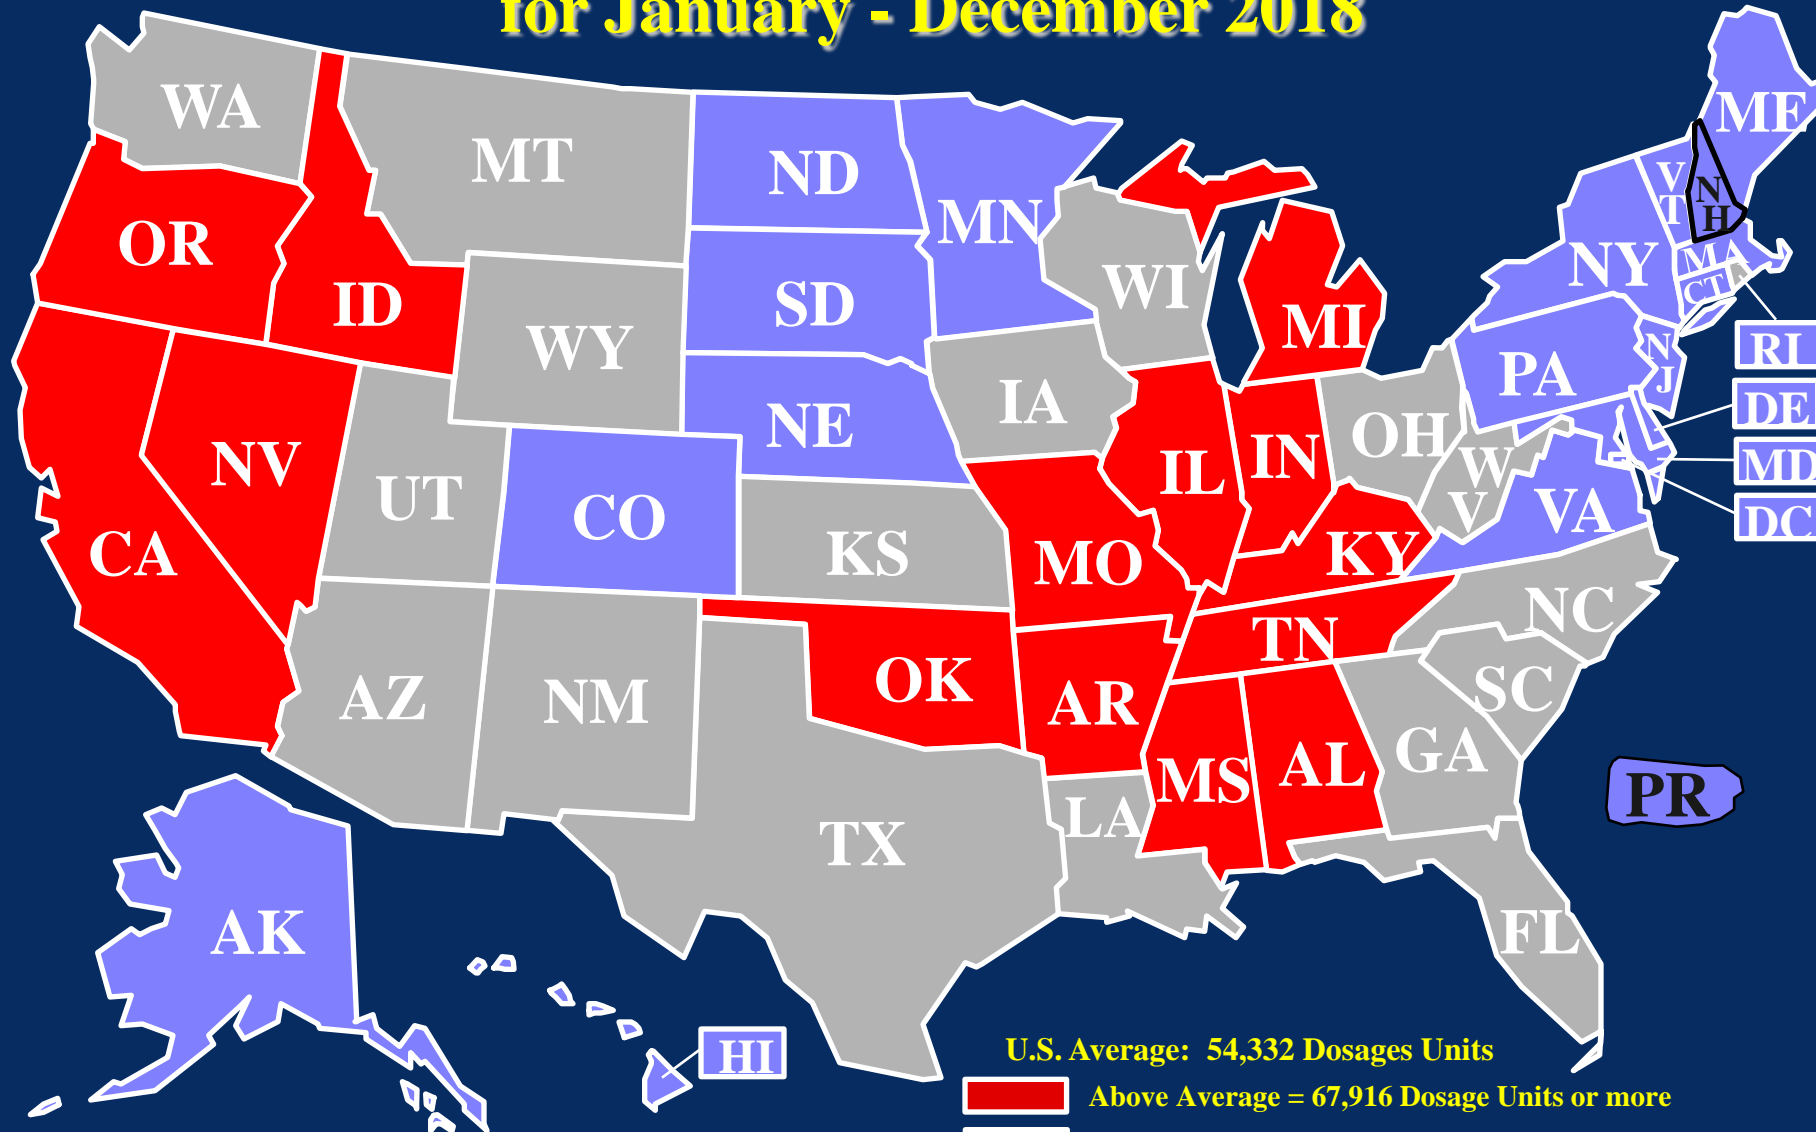 for January - December 2018
WA
MT
ND
MN
ME
V
T
N
H
OR
ID
SD
WI
MI
NY
MA
CT
WY
IA
PA
N
J
RI
DE
MD
DC
NV
UT
CO
NE
KS
MO
IL
IN
OH
W
V
VA
KY
CA
AZ
NM
OK
AR
TN
NC
SC
TX
LA
MS
AL
GA
FL
PR
AK
HI
U.S. Average: 54,332 Dosages Units
Above Average = 67,916 Dosage Units or more